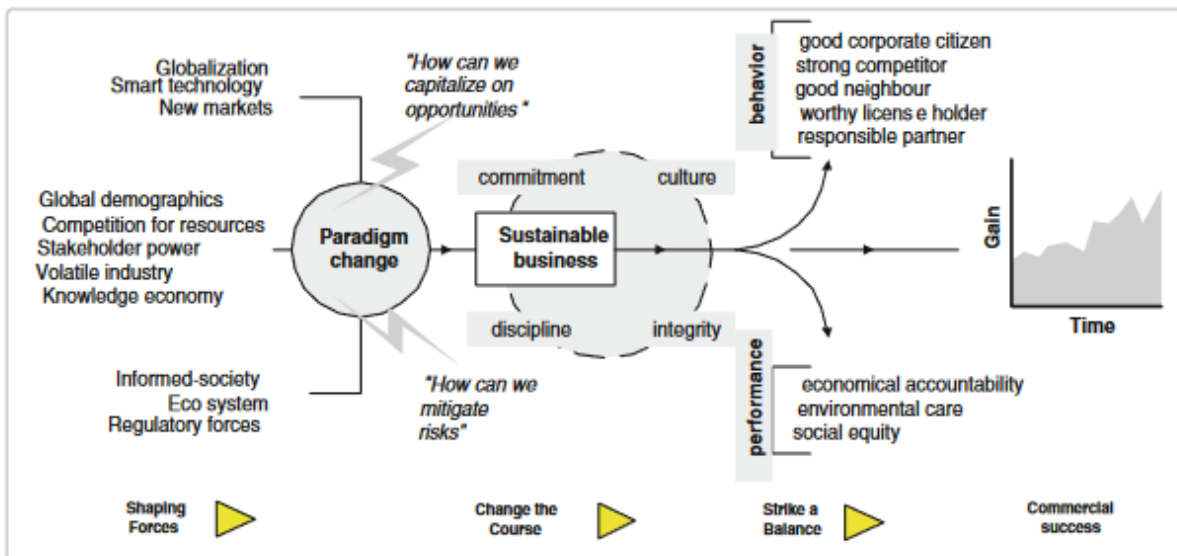 Globalization
Smart technology
New markets
"How can we
capitalize on
opportunities "
Global demographics
Competition for resources
Stakeholder power
Volatile industry
Knowledge economy
Paradigm
change
Informed-society
Eco system
Regulatory forces
"How can we
mitigate
risks"
commitment
culture
Sustainable
business
discipline
integrity
behavior
good corporate citizen
strong competitor
good neighbour
worthy licens e holder
responsible partner
performance
economical accountability
environmental care
social equity
Gain
Time
Shaping
Forces
Change the
Course
Strike a
Balance
Commercial
success